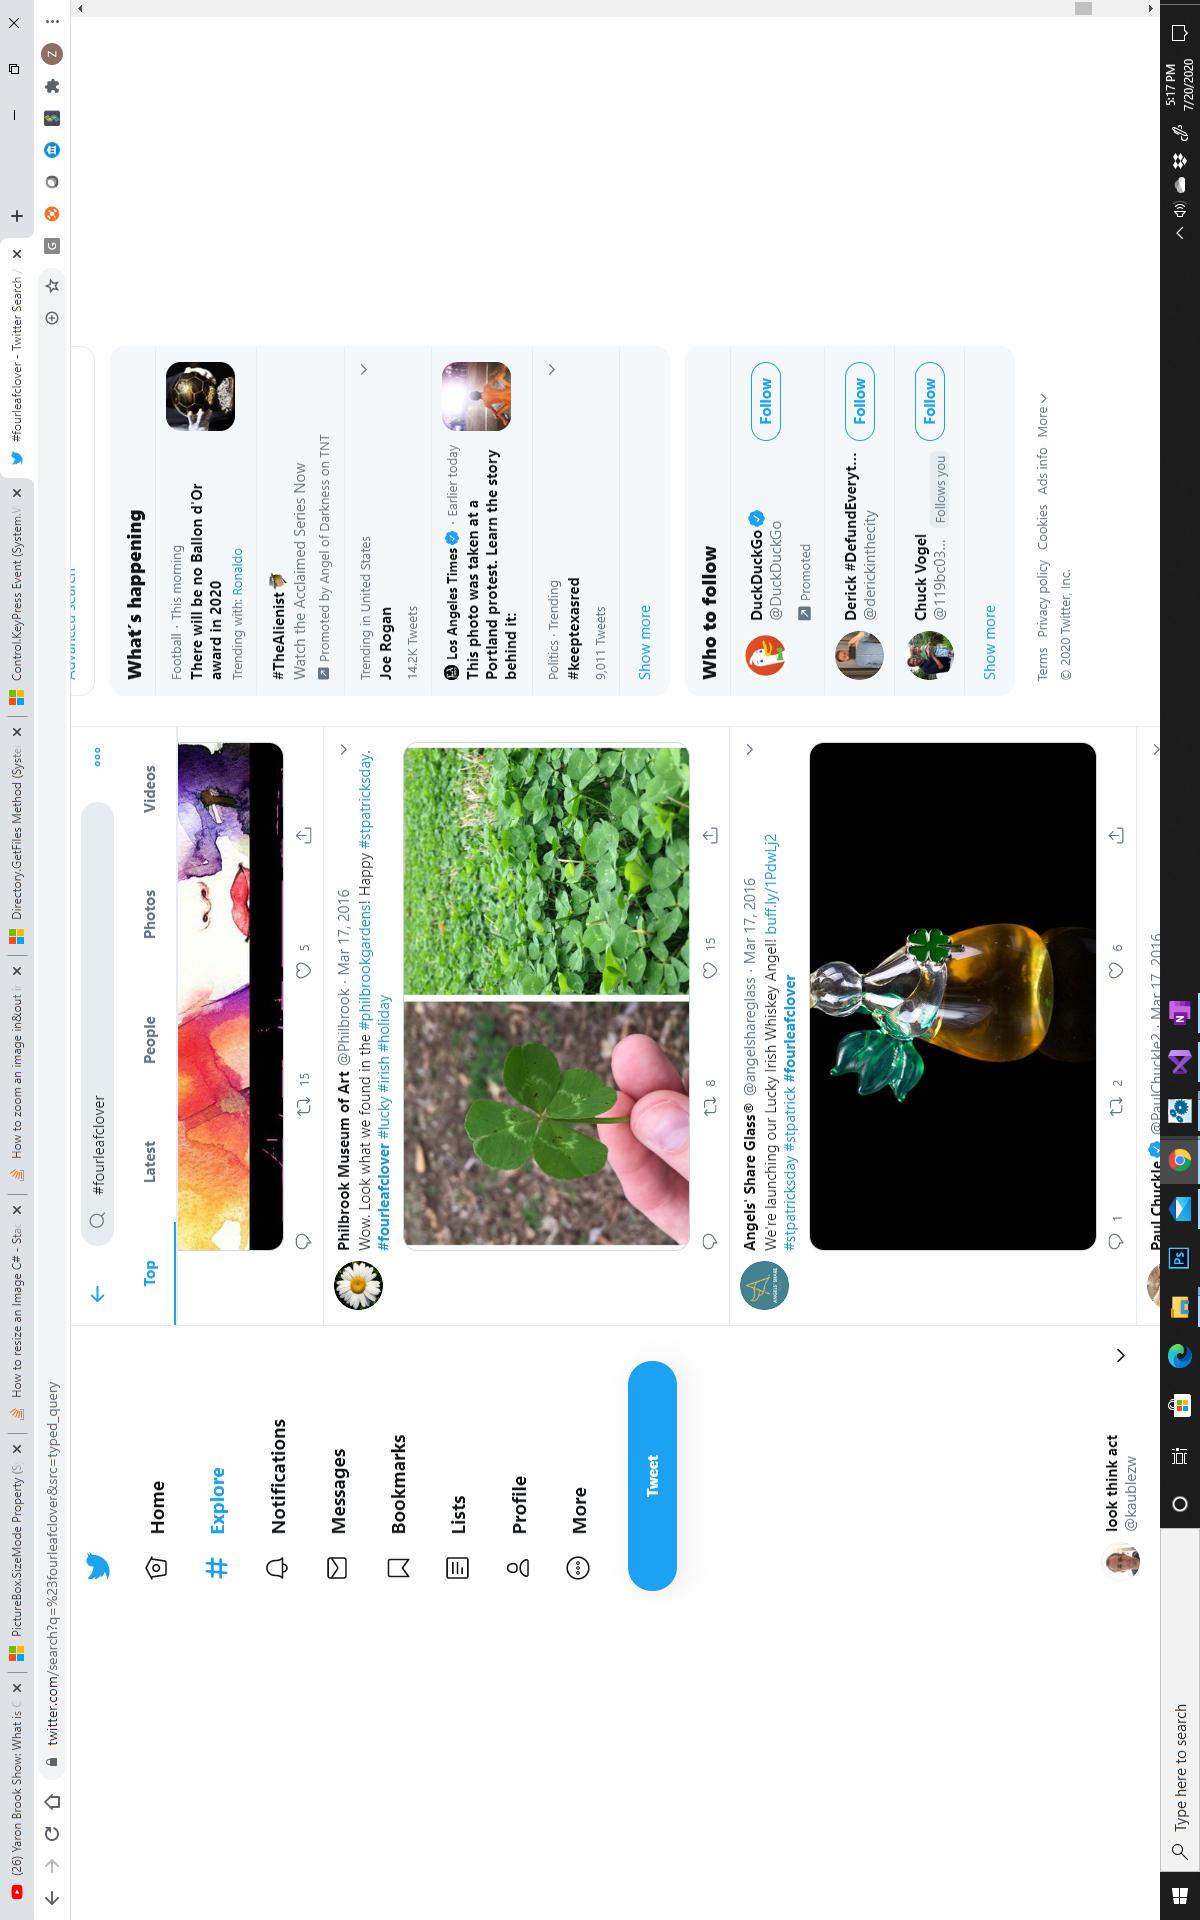 (26) Yaron Brook Show: What is C
PictureBox.SizeMode Property (S
How to resize an Image C# - Stac
How to zoom an image in&out in
Directory.GetFiles Method (Syste
Control.KeyPress Event (System.V
#fourleafclover - Twitter Search /
twitter.com/search?q=%23fourleafclover&src=typed_query
G
Z
Home
Explore
Notifications
Messages
Bookmarks
Lists
Profile
More
Tweet
look think act
@kaublezw
#fourleafclover
Top
Latest
People
Photos
Videos
15
5
Philbrook Museum of Art @Philbrook · Mar 17, 2016
Wow. Look what we found in the #philbrookgardens! Happy #stpatricksday.
#fourleafclover #lucky #irish #holiday
8
15
Angels' Share Glass® @angelshareglass · Mar 17, 2016
We're launching our Lucky Irish Whiskey Angel! buff.ly/1PdwLj2
#stpatricksday #stpatrick #fourleafclover
ANGELS' SHARE
1
2
6
Paul Chuckle @PaulChuckle2 · Mar 17, 2016
Advanced search
What's happening
Football · This morning
There will be no Ballon d'Or
award in 2020
Trending with: Ronaldo
#TheAlienist
Watch the Acclaimed Series Now
Promoted by Angel of Darkness on TNT
Trending in United States
Joe Rogan
14.2K Tweets
Los Angeles Times · Earlier today
This photo was taken at a
Portland protest. Learn the story
behind it:
Politics · Trending
#keeptexasred
9,011 Tweets
Show more
Who to follow
DuckDuckGo
@DuckDuckGo
Follow
Promoted
Derick #DefundEveryt...
@derickinthecity
Follow
Chuck Vogel
@119bc03... Follows you
Follow
Show more
Terms Privacy policy Cookies Ads info More
© 2020 Twitter, Inc.
Type here to search
Ps
N
5:17 PM
7/20/2020